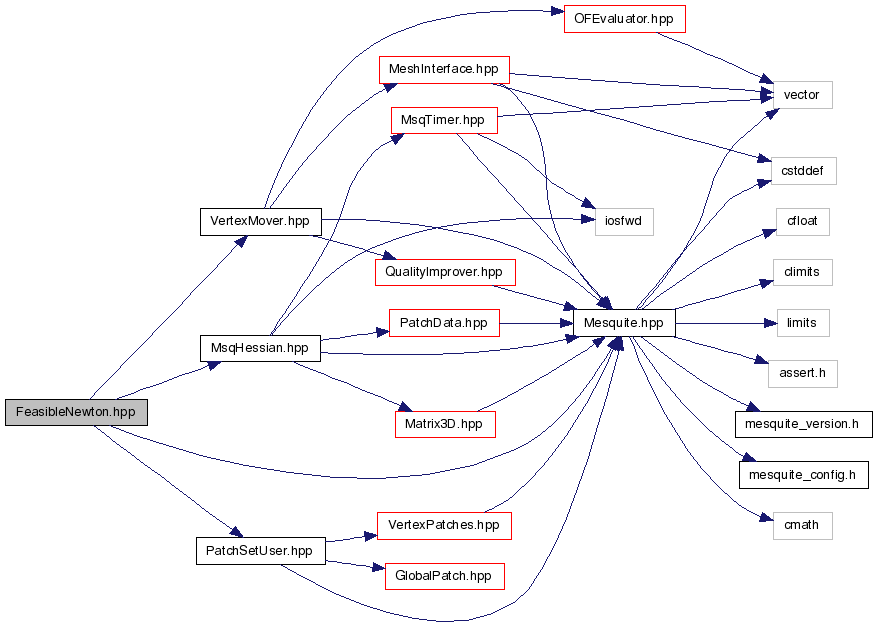 OFEvaluator.hpp
MeshInterface.hpp
vector
MsqTimer.hpp
cstddef
VertexMover.hpp
iosfwd
cfloat
QualityImprover.hpp
climits
PatchData.hpp
Mesquite.hpp
limits
MsqHessian.hpp
assert.h
FeasibleNewton.hpp
Matrix3D.hpp
mesquite_version.h
mesquite_config.h
VertexPatches.hpp
cmath
PatchSetUser.hpp
GlobalPatch.hpp